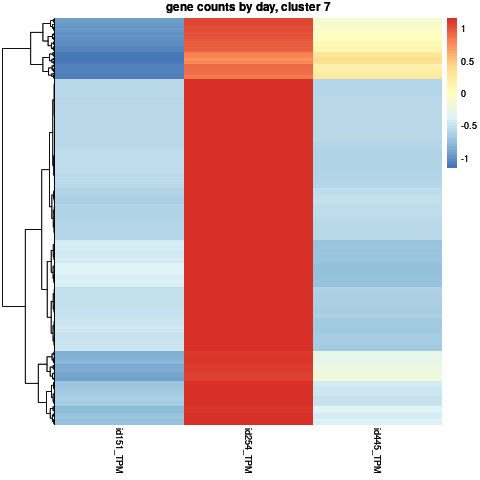 gene counts by day, cluster 7
1
0.5
0
-0.5
-1
id151_TPM
id254_TPM
id445_TPM